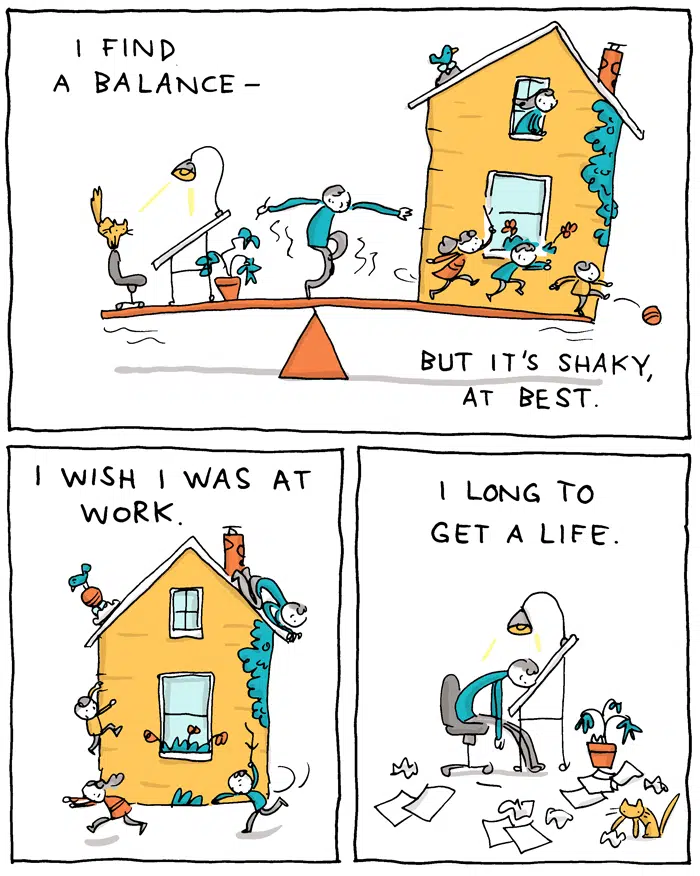 I FIND
A BALANCE –
BUT IT'S SHAKY,
AT BEST.
I WISH I WAS AT
WORK.
I LONG TO
GET A LIFE.